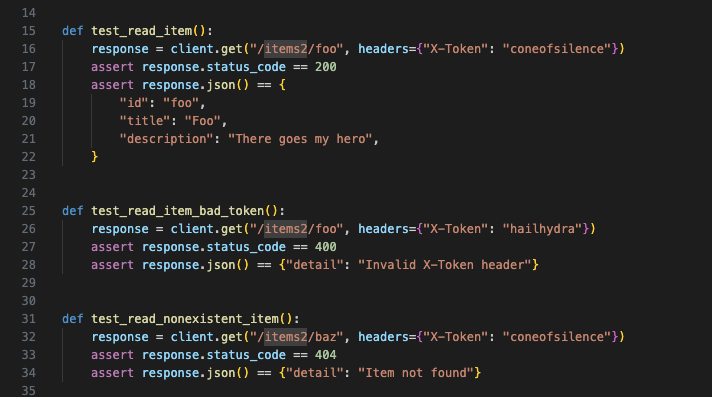 14
15 def test_read_item():
16     response = client.get("/items2/foo", headers={"X-Token": "coneofsilence"})
17     assert response.status_code == 200
18     assert response.json() == {
19         "id": "foo",
20         "title": "Foo",
21         "description": "There goes my hero",
22     }
23
24
25 def test_read_item_bad_token():
26     response = client.get("/items2/foo", headers={"X-Token": "hailhydra"})
27     assert response.status_code == 400
28     assert response.json() == {"detail": "Invalid X-Token header"}
29
30
31 def test_read_nonexistent_item():
32     response = client.get("/items2/baz", headers={"X-Token": "coneofsilence"})
33     assert response.status_code == 404
34     assert response.json() == {"detail": "Item not found"}
35